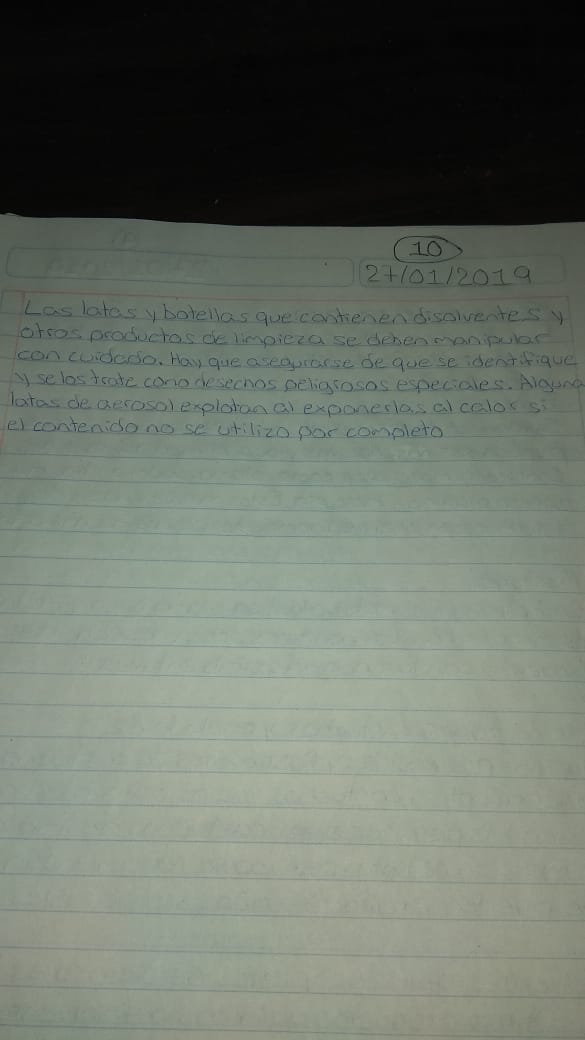 10
27/01/2019
Las latas y botellas que contienen disolventes y
otros productos de limpieza se deben manipular
con cuidado. Hay que asegurarse de que se identifique
y se los trate como desechos peligrosos especiales. Alguna
latas de aerosol explotan al exponerlas al calor si
el contenido no se utilizo por completo